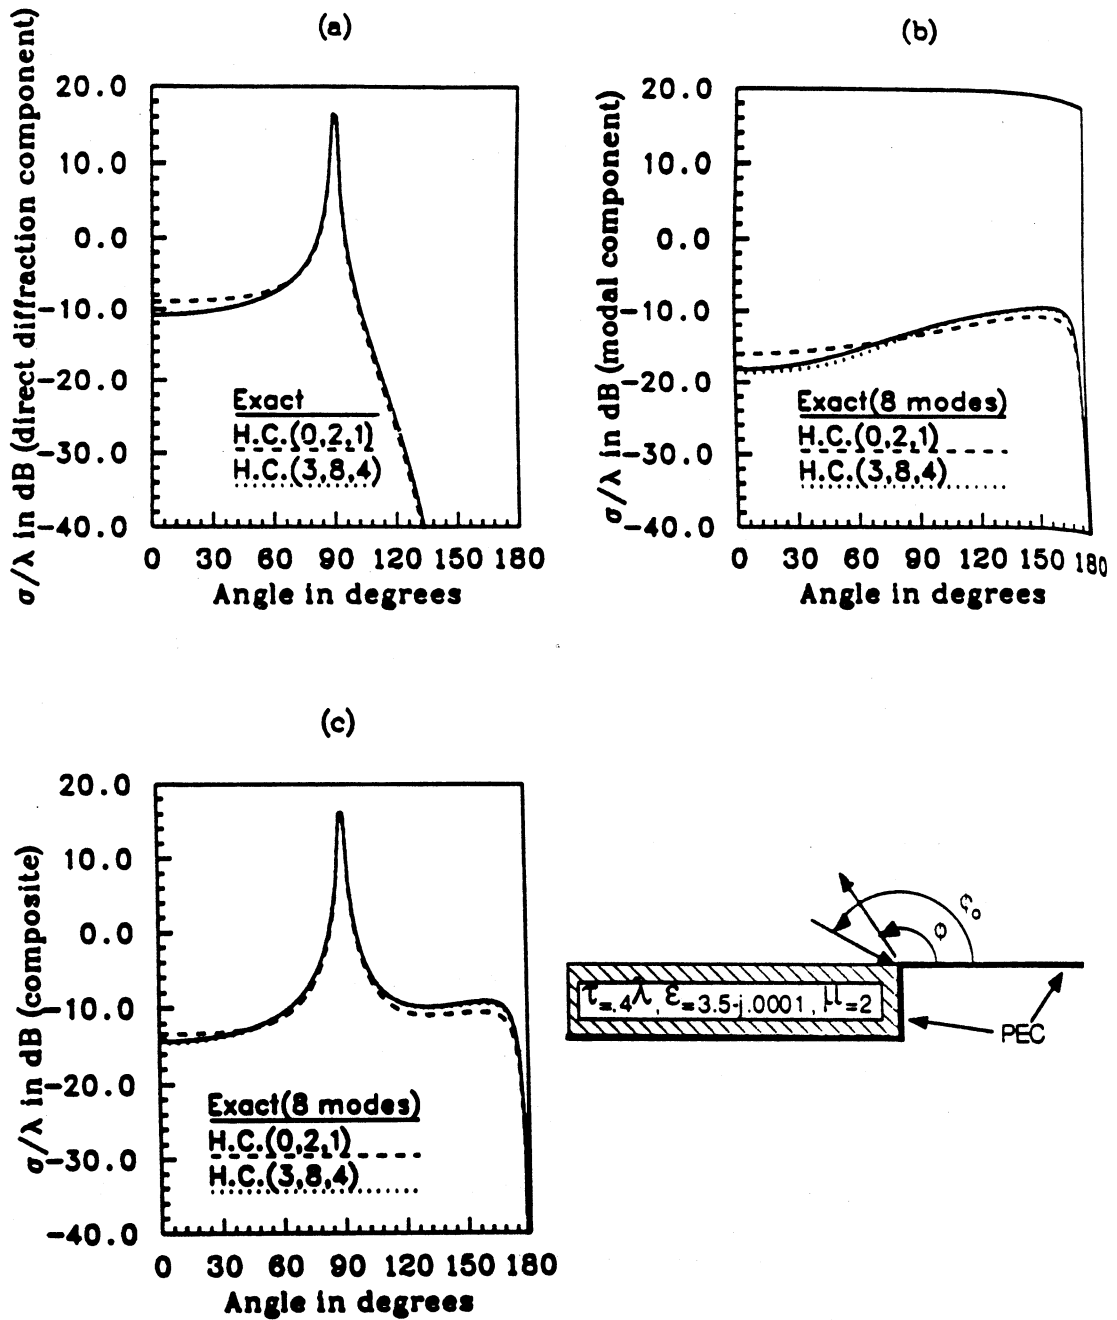 (a)
σ/λ in dB (direct diffraction component)
20.0
10.0
0.0
-10.0
-20.0
-30.0
-40.0
Exact
H.C.(0,2,1)
H.C.(3,8,4)
0 30 60 90 120 150 180
Angle in degrees
(b)
σ/λ in dB (modal component)
20.0
10.0
0.0
-10.0
-20.0
-30.0
-40.0
Exact(8 modes)
H.C.(0,2,1)
H.C.(3,8,4)
0 30 60 90 120 150 180
Angle in degrees
(c)
σ/λ in dB (composite)
20.0
10.0
0.0
-10.0
-20.0
-30.0
-40.0
Exact(8 modes)
H.C.(0,2,1)
H.C.(3,8,4)
0 30 60 90 120 150 180
Angle in degrees
φ φ₀
τ=.4λ, ε=3.5-j.0001, μ=2
PEC